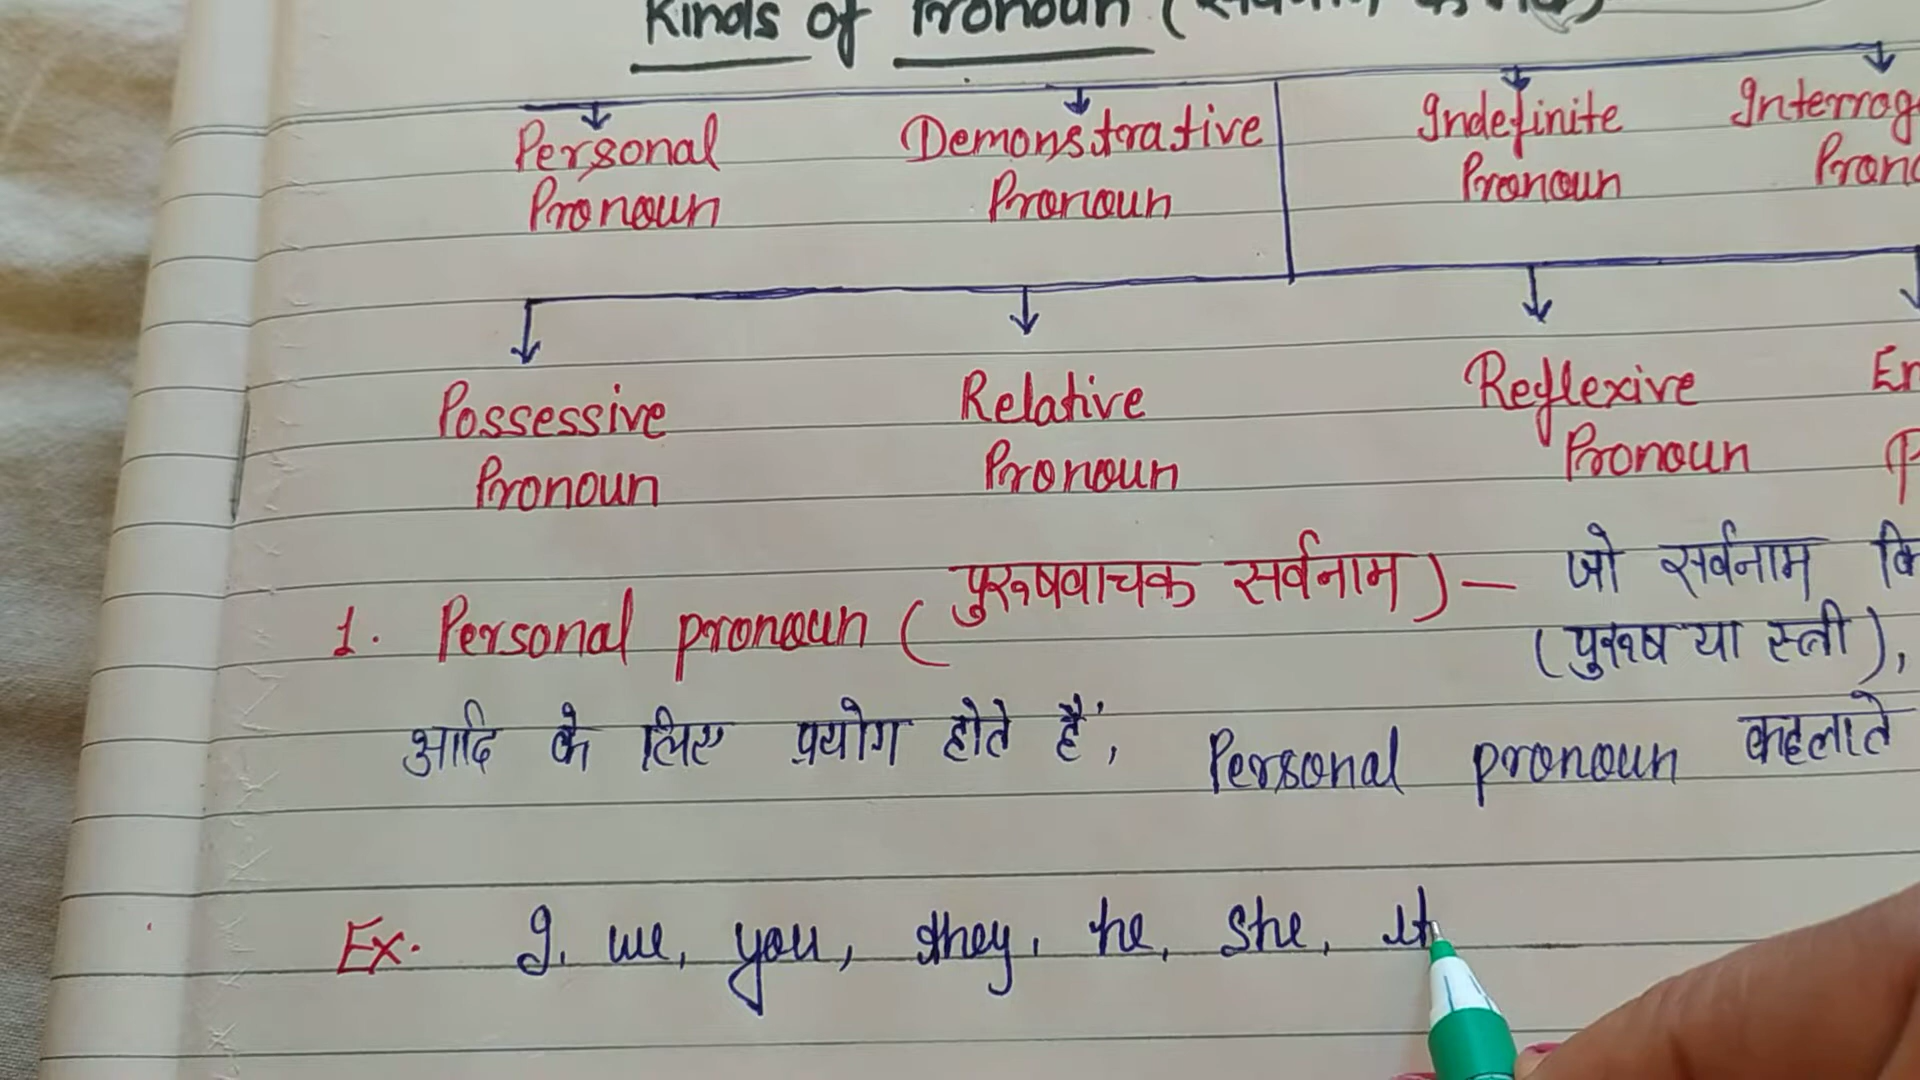 Kinds of Pronoun (
Personal Demonstrative Indefinite
Pronoun Pronoun Pronoun
Possessive Relative Reflexive
Pronoun Pronoun Pronoun
1. Personal pronoun (पुरूषवाचक सर्वनाम) – जो सर्वनाम
(पुरूष या स्त्री),
आदि के लिए प्रयोग होते हैं, Personal pronoun कहलाते
Ex. I, we, you, they, he, she, it